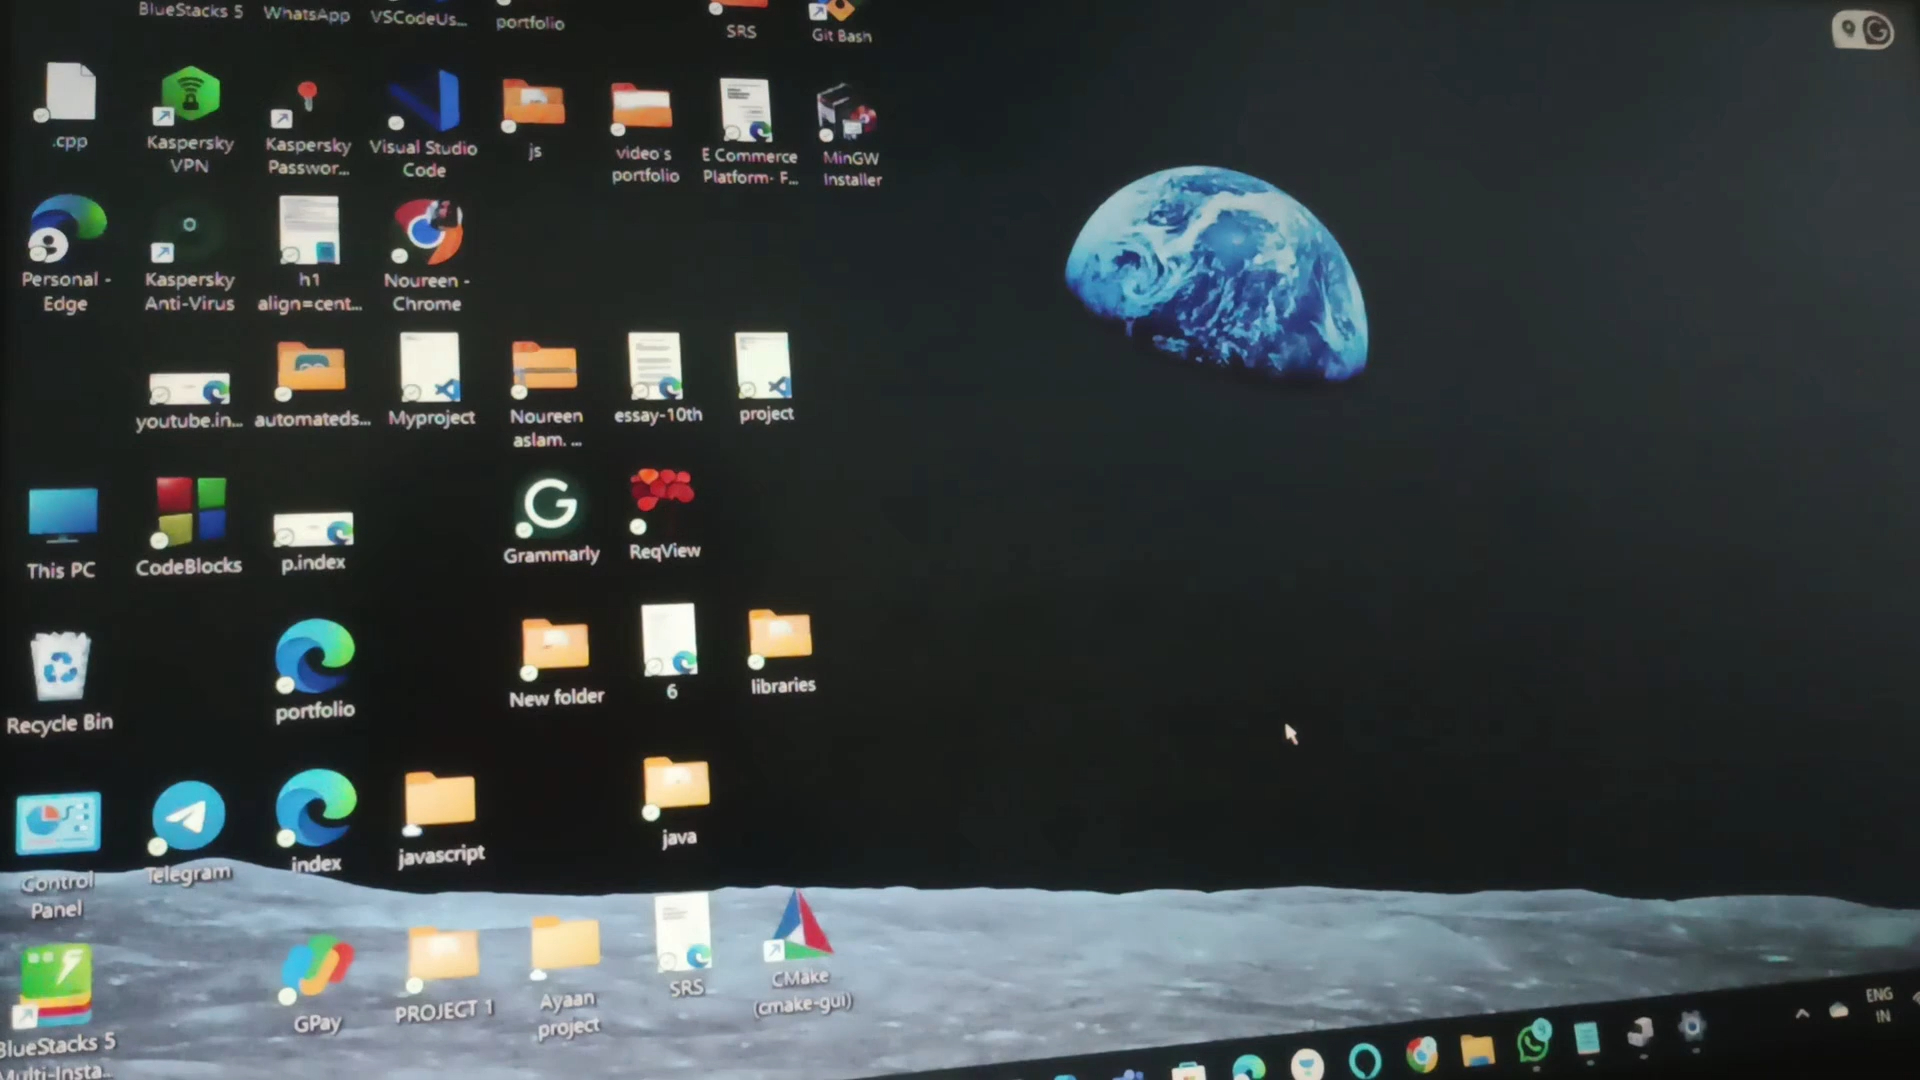 BlueStacks 5
WhatsApp
VSCodeUs...
portfolio
SRS
Git Bash
.cpp
Kaspersky
VPN
Kaspersky
Passwor...
Visual Studio
Code
js
video's
portfolio
E Commerce
Platform- F...
MinGW
Installer
Personal -
Edge
Kaspersky
Anti-Virus
h1
align=cent...
Noureen -
Chrome
youtube.in...
automateds...
Myproject
Noureen
aslam. ...
essay-10th
project
This PC
CodeBlocks
p.index
Grammarly
ReqView
Recycle Bin
portfolio
New folder
6
libraries
Control
Panel
Telegram
index
javascript
java
BlueStacks 5
Multi-Insta...
GPay
PROJECT 1
Ayaan
project
SRS
CMake
(cmake-gui)
ENG
IN